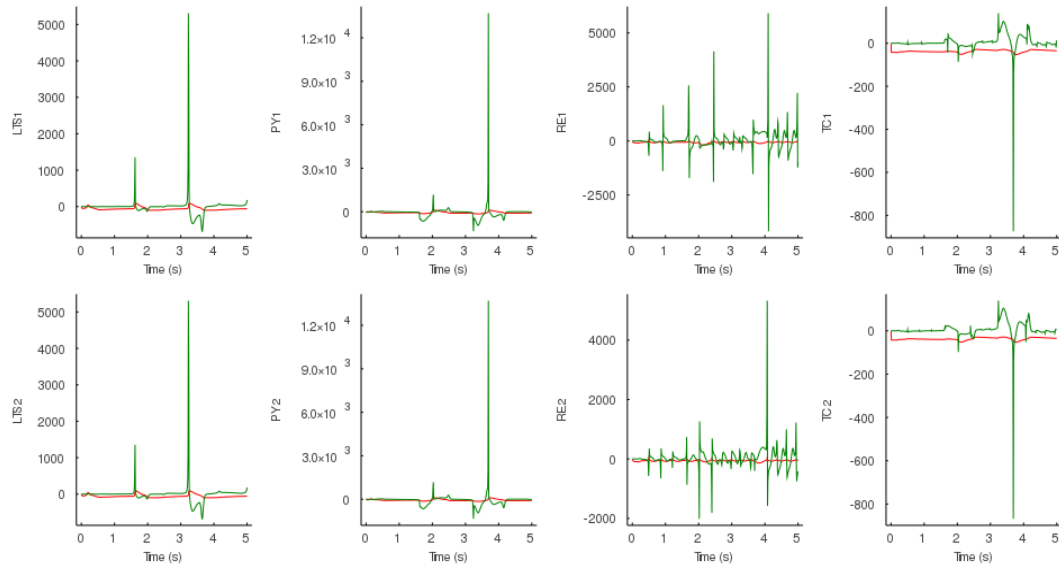 LTS1
5000
4000
3000
2000
1000
0
0 1 2 3 4 5
Time (s)
PY1
1.2×10 4
9.0×10 3
6.0×10 3
3.0×10 3
0
0 1 2 3 4 5
Time (s)
RE1
5000
2500
0
-2500
0 1 2 3 4 5
Time (s)
TC1
0
-200
-400
-600
-800
0 1 2 3 4 5
Time (s)
LTS2
5000
4000
3000
2000
1000
0
0 1 2 3 4 5
Time (s)
PY2
1.2×10 4
9.0×10 3
6.0×10 3
3.0×10 3
0
0 1 2 3 4 5
Time (s)
RE2
4000
2000
0
-2000
0 1 2 3 4 5
Time (s)
TC2
0
-200
-400
-600
-800
0 1 2 3 4 5
Time (s)